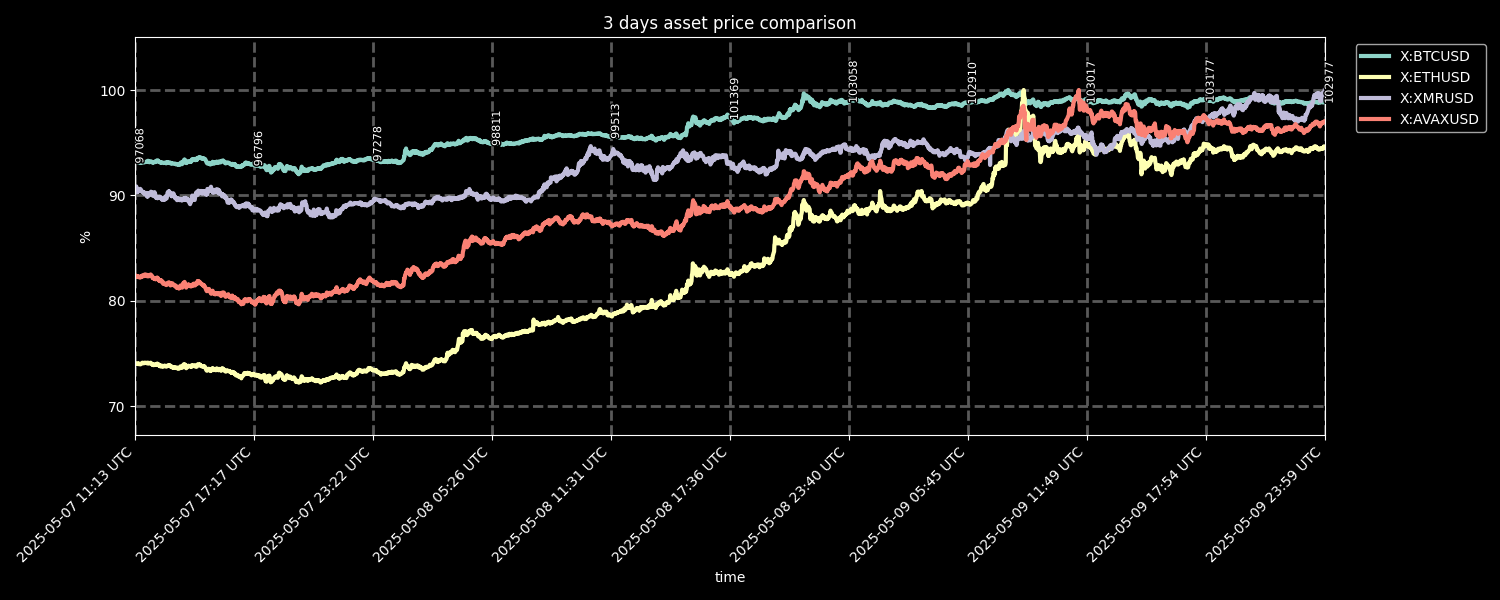 3 days asset price comparison
X:BTCUSD
X:ETHUSD
X:XMRUSD
X:AVAXUSD
100
90
80
70
%
97068
96796
97278
98811
99513
101369
103058
102910
103017
103177
102977
2025-05-07 11:13 UTC
2025-05-07 17:17 UTC
2025-05-07 23:22 UTC
2025-05-08 05:26 UTC
2025-05-08 11:31 UTC
2025-05-08 17:36 UTC
2025-05-08 23:40 UTC
2025-05-09 05:45 UTC
2025-05-09 11:49 UTC
2025-05-09 17:54 UTC
2025-05-09 23:59 UTC
time